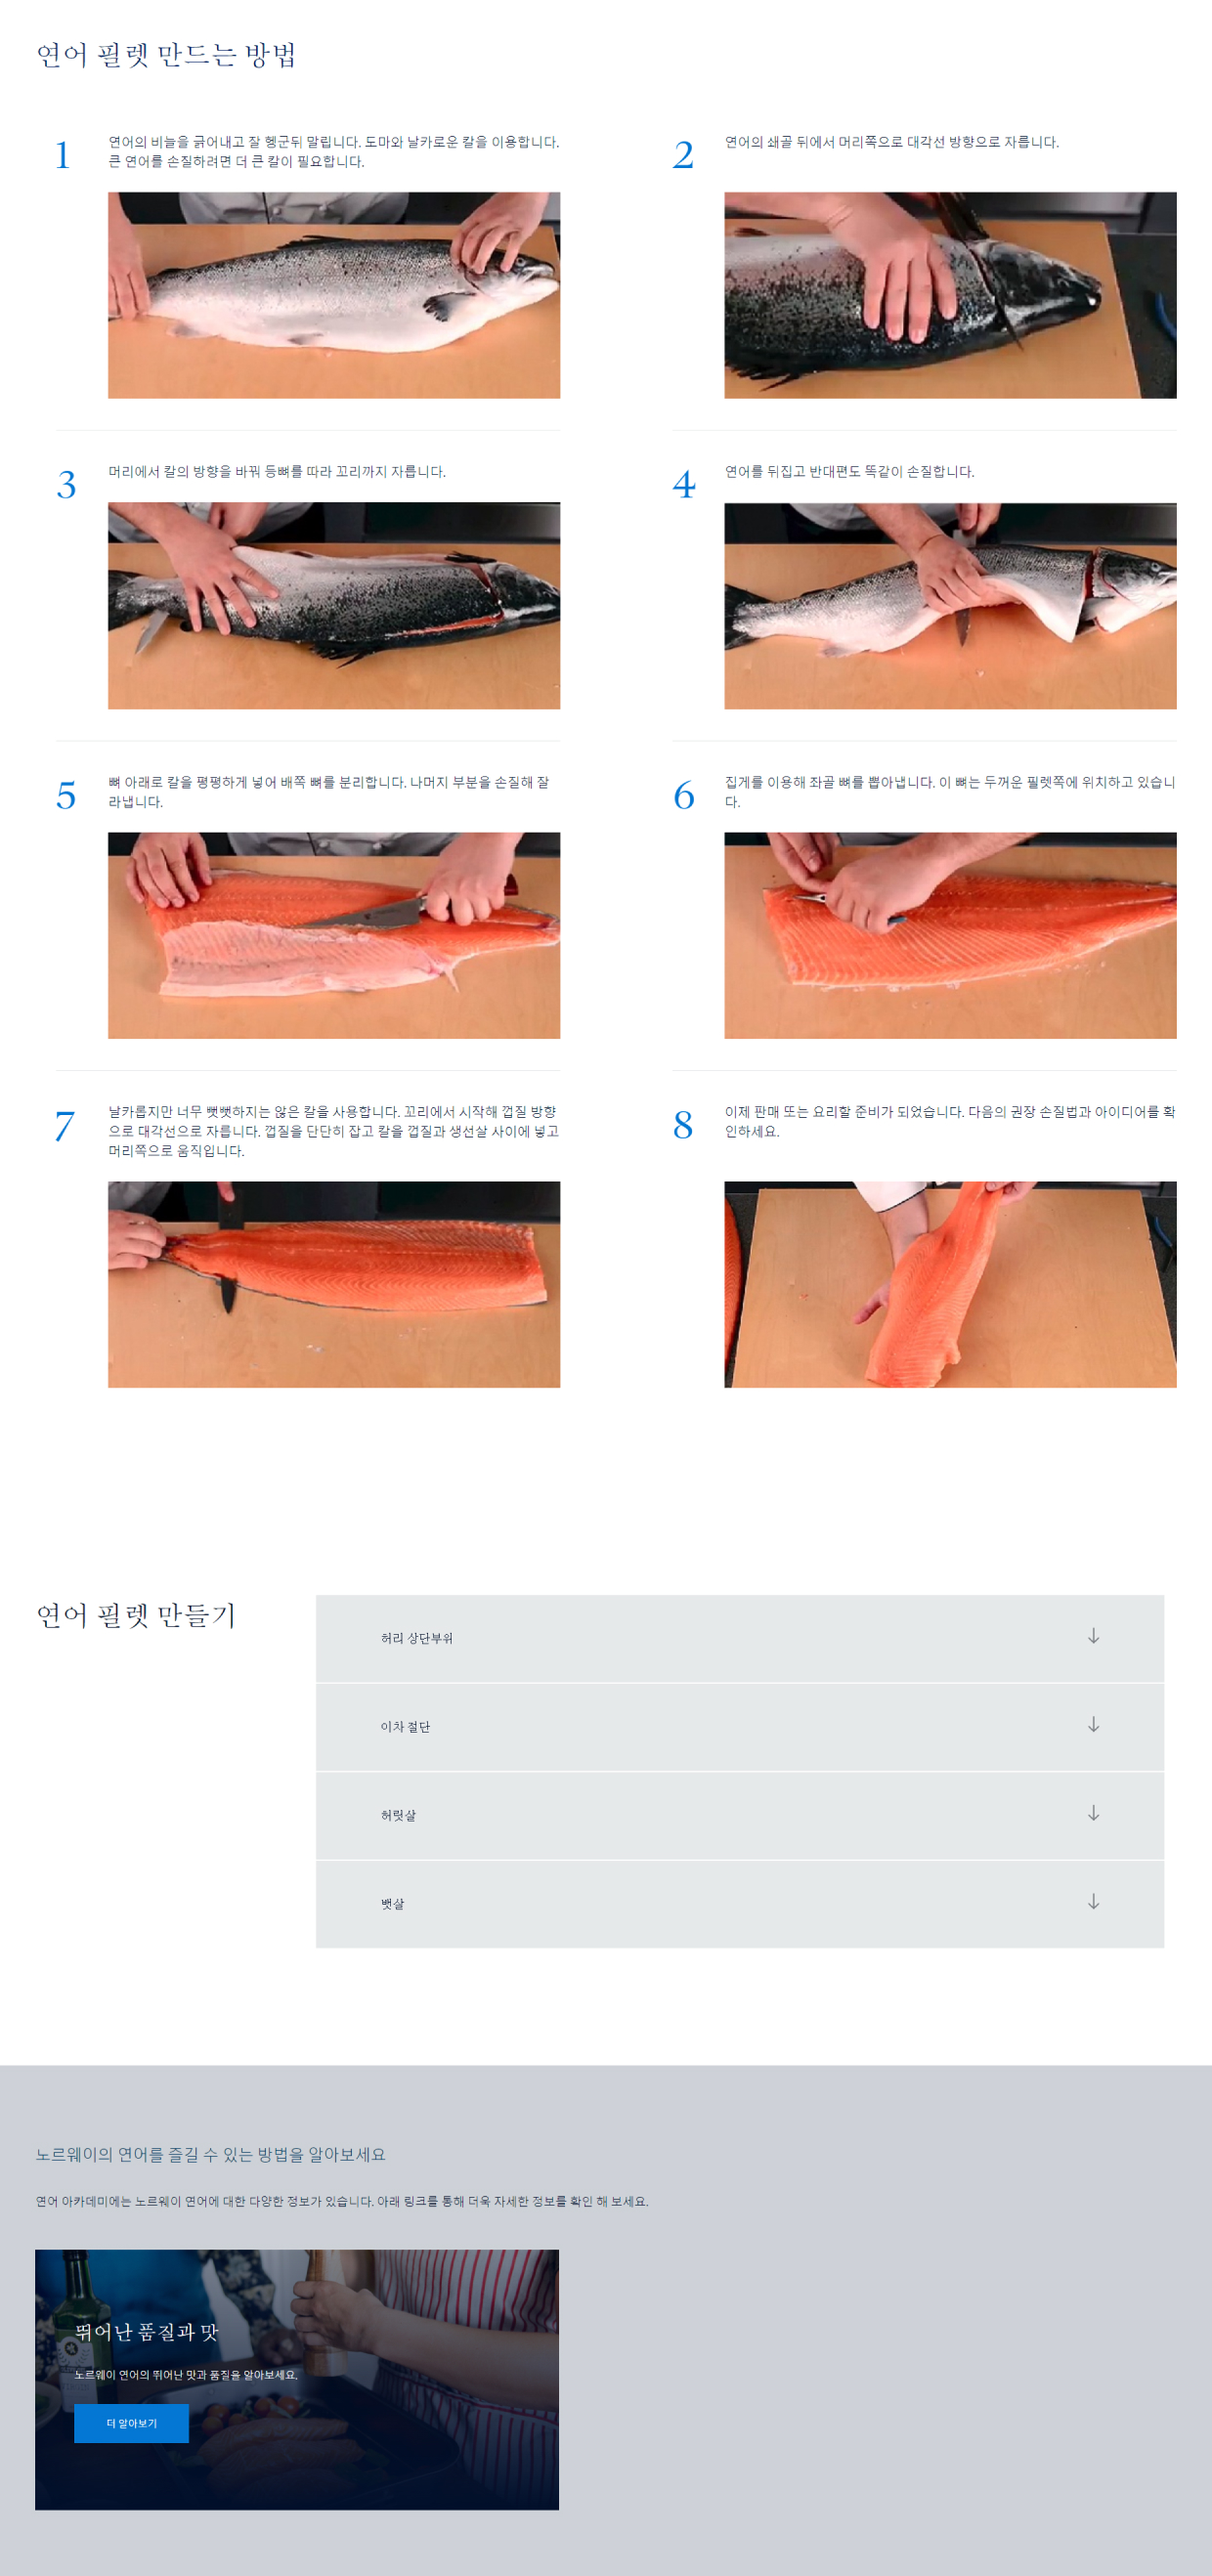 연어 필렛 만드는 방법
1
연어의 비늘을 긁어내고 잘 헹군뒤 말립니다. 도마와 날카로운 칼을 이용합니다.
큰 연어를 손질하려면 더 큰 칼이 필요합니다.
2
연어의 쇄골 뒤에서 머리쪽으로 대각선 방향으로 자릅니다.
3
머리에서 칼의 방향을 바꿔 등뼈를 따라 꼬리까지 자릅니다.
4
연어를 뒤집고 반대편도 똑같이 손질합니다.
5
뼈 아래로 칼을 평평하게 넣어 배쪽 뼈를 분리합니다. 나머지 부분을 손질해 잘
라냅니다.
6
집게를 이용해 좌골 뼈를 뽑아냅니다. 이 뼈는 두꺼운 필렛쪽에 위치하고 있습니
다.
7
날카롭지만 너무 뻣뻣하지는 않은 칼을 사용합니다. 꼬리에서 시작해 껍질 방향
으로 대각선으로 자릅니다. 껍질을 단단히 잡고 칼을 껍질과 생선살 사이에 넣고
머리쪽으로 움직입니다.
8
이제 판매 또는 요리할 준비가 되었습니다. 다음의 권장 손질법과 아이디어를 확
인하세요.
연어 필렛 만들기
허리 상단부위
이차 절단
허릿살
뱃살
노르웨이의 연어를 즐길 수 있는 방법을 알아보세요
연어 아카데미에는 노르웨이 연어에 대한 다양한 정보가 있습니다. 아래 링크를 통해 더욱 자세한 정보를 확인 해 보세요.
뛰어난 품질과 맛
노르웨이 연어의 뛰어난 맛과 품질을 알아보세요.
더 알아보기